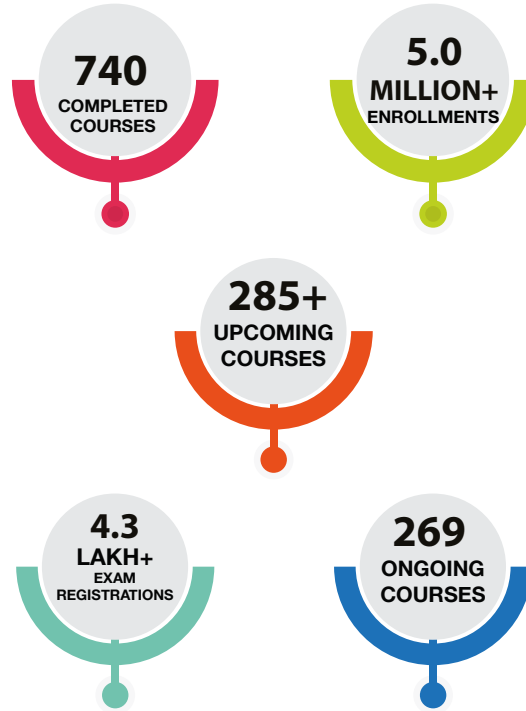 740
COMPLETED
COURSES
5.0
MILLION+
ENROLLMENTS
285+
UPCOMING
COURSES
4.3
LAKH+
EXAM
REGISTRATIONS
269
ONGOING
COURSES